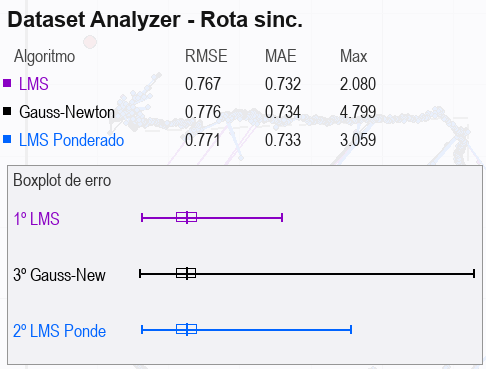 Dataset Analyzer - Rota sinc.
Algoritmo RMSE MAE Max
LMS 0.767 0.732 2.080
Gauss-Newton 0.776 0.734 4.799
LMS Ponderado 0.771 0.733 3.059
Boxplot de erro
1º LMS
3º Gauss-New
2º LMS Ponde